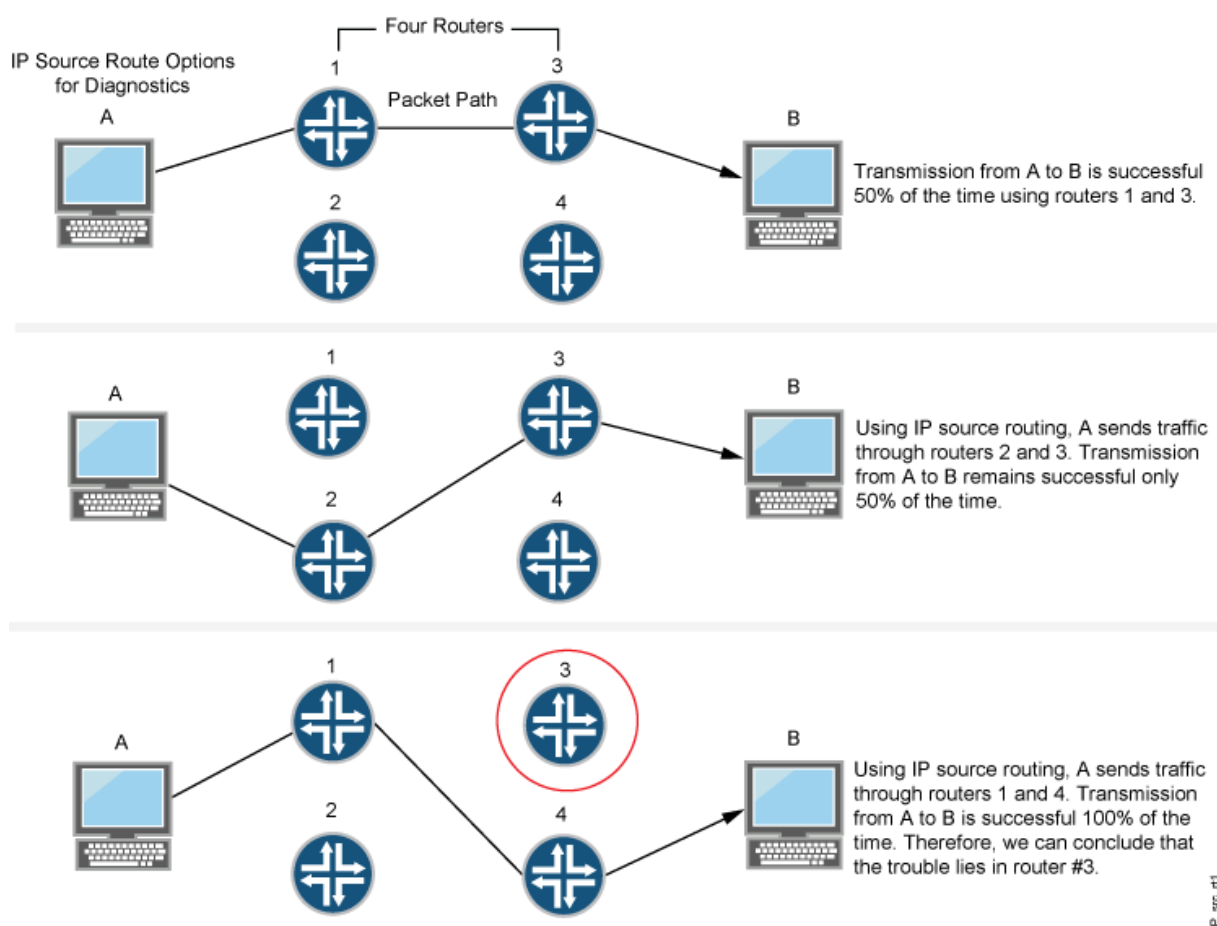 Four Routers
IP Source Route Options
for Diagnostics
1
3
A
Packet Path
B
Transmission from A to B is successful
50% of the time using routers 1 and 3.
2
4
1
3
A
B
Using IP source routing, A sends traffic
through routers 2 and 3. Transmission
from A to B remains successful only
50% of the time.
2
4
1
3
A
B
Using IP source routing, A sends traffic
through routers 1 and 4. Transmission
from A to B is successful 100% of the
time. Therefore, we can conclude that
the trouble lies in router #3.
2
4